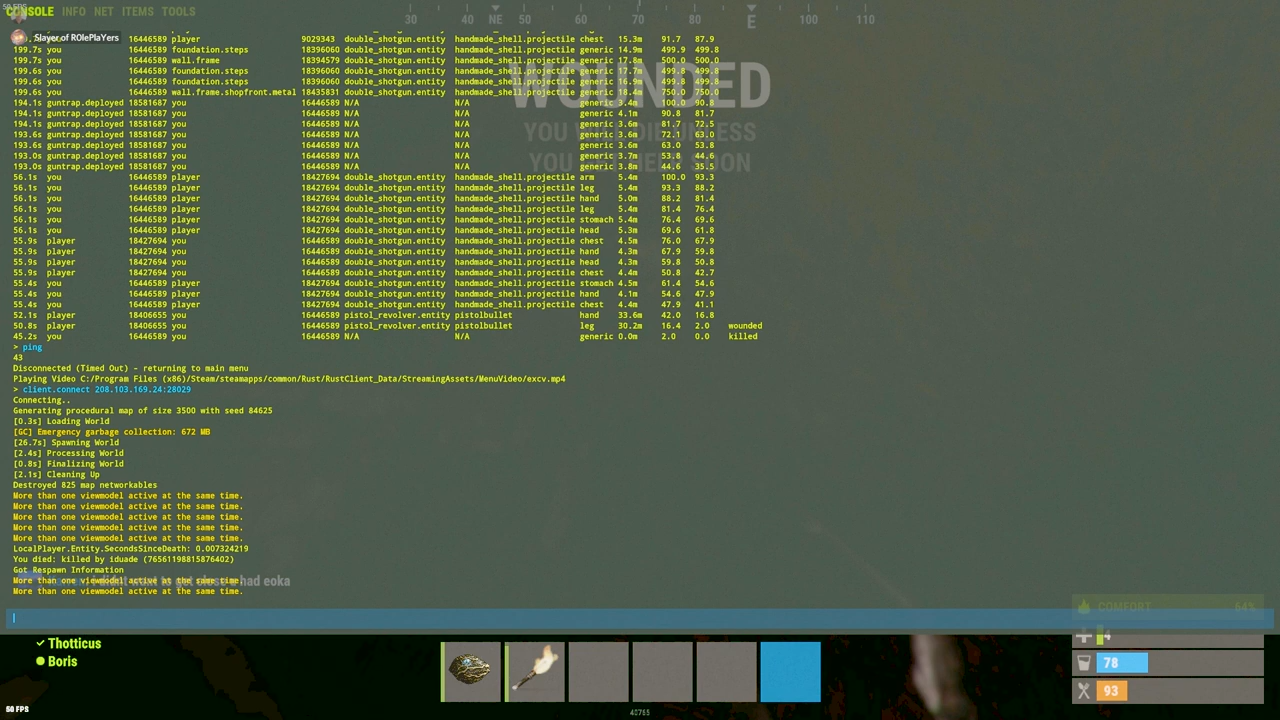 50 FPS
CONSOLE INFO NET ITEMS TOOLS
30 40 NE 50 60 70 80 E 100 110
Slayer of R0lePlaYers
player 9029343 double_shotgun.entity handmade_shell.projectile chest 15.3m 91.7 87.9
199.7s you 16446589 foundation.steps 18396060 double_shotgun.entity handmade_shell.projectile generic 14.9m 499.9 499.8
199.7s you 16446589 wall.frame 18394579 double_shotgun.entity handmade_shell.projectile generic 17.8m 500.0 500.0
199.6s you 16446589 foundation.steps 18396060 double_shotgun.entity handmade_shell.projectile generic 17.7m 499.8 499.8
199.6s you 16446589 foundation.steps 18396060 double_shotgun.entity handmade_shell.projectile generic 16.9m 499.8 499.8
199.6s you 16446589 wall.frame.shopfront.metal 18435831 double_shotgun.entity handmade_shell.projectile generic 18.4m 750.0 750.0
194.1s guntrap.deployed 18581687 you 16446589 N/A N/A generic 3.4m 100.0 90.8
194.1s guntrap.deployed 18581687 you 16446589 N/A N/A generic 4.1m 90.8 81.7
194.1s guntrap.deployed 18581687 you 16446589 N/A N/A generic 3.6m 81.7 72.5
193.6s guntrap.deployed 18581687 you 16446589 N/A N/A generic 3.6m 72.1 63.0
193.6s guntrap.deployed 18581687 you 16446589 N/A N/A generic 3.6m 63.0 53.8
193.0s guntrap.deployed 18581687 you 16446589 N/A N/A generic 3.7m 53.8 44.6
193.0s guntrap.deployed 18581687 you 16446589 N/A N/A generic 3.8m 44.6 35.5
56.1s you 16446589 player 18427694 double_shotgun.entity handmade_shell.projectile arm 5.4m 100.0 93.3
56.1s you 16446589 player 18427694 double_shotgun.entity handmade_shell.projectile leg 5.4m 93.3 88.2
56.1s you 16446589 player 18427694 double_shotgun.entity handmade_shell.projectile hand 5.0m 88.2 81.4
56.1s you 16446589 player 18427694 double_shotgun.entity handmade_shell.projectile leg 5.4m 81.4 76.4
56.1s you 16446589 player 18427694 double_shotgun.entity handmade_shell.projectile stomach 5.4m 76.4 69.6
56.1s you 16446589 player 18427694 double_shotgun.entity handmade_shell.projectile head 5.3m 69.6 61.8
55.9s player 18427694 you 16446589 double_shotgun.entity handmade_shell.projectile chest 4.5m 76.0 67.9
55.9s player 18427694 you 16446589 double_shotgun.entity handmade_shell.projectile hand 4.3m 67.9 59.8
55.9s player 18427694 you 16446589 double_shotgun.entity handmade_shell.projectile head 4.3m 59.8 50.8
55.9s player 18427694 you 16446589 double_shotgun.entity handmade_shell.projectile chest 4.4m 50.8 42.7
55.4s you 16446589 player 18427694 double_shotgun.entity handmade_shell.projectile stomach 4.5m 61.4 54.6
55.4s you 16446589 player 18427694 double_shotgun.entity handmade_shell.projectile hand 4.1m 54.6 47.9
55.4s you 16446589 player 18427694 double_shotgun.entity handmade_shell.projectile chest 4.4m 47.9 41.1
52.1s player 18406655 you 16446589 pistol_revolver.entity pistolbullet hand 33.6m 42.0 16.8
50.8s player 18406655 you 16446589 pistol_revolver.entity pistolbullet leg 30.2m 16.4 2.0 wounded
45.2s you 16446589 you 16446589 N/A N/A generic 0.0m 2.0 0.0 killed
WOUNDED
YOU WILL DIE UNLESS
YOU GET HELP SOON
> ping
43
Disconnected (Timed Out) - returning to main menu
Playing Video C:/Program Files (x86)/Steam/steamapps/common/Rust/RustClient_Data/StreamingAssets/MenuVideo/excv.mp4
> client.connect 208.103.169.24:28029
Connecting..
Generating procedural map of size 3500 with seed 84625
[0.3s] Loading World
[GC] Emergency garbage collection: 672 MB
[26.7s] Spawning World
[2.4s] Processing World
[0.8s] Finalizing World
[2.1s] Cleaning Up
Destroyed 825 map networkables
More than one viewmodel active at the same time.
More than one viewmodel active at the same time.
More than one viewmodel active at the same time.
More than one viewmodel active at the same time.
More than one viewmodel active at the same time.
LocalPlayer.Entity.SecondsSinceDeath: 0.007324219
You died: killed by iduade (76561198815876402)
Got Respawn Information
More than one viewmodel active at the same time.
had eoka
More than one viewmodel active at the same time.
COMFORT 64%
4
Thotticus
Boris
78
93
50 FPS
40765